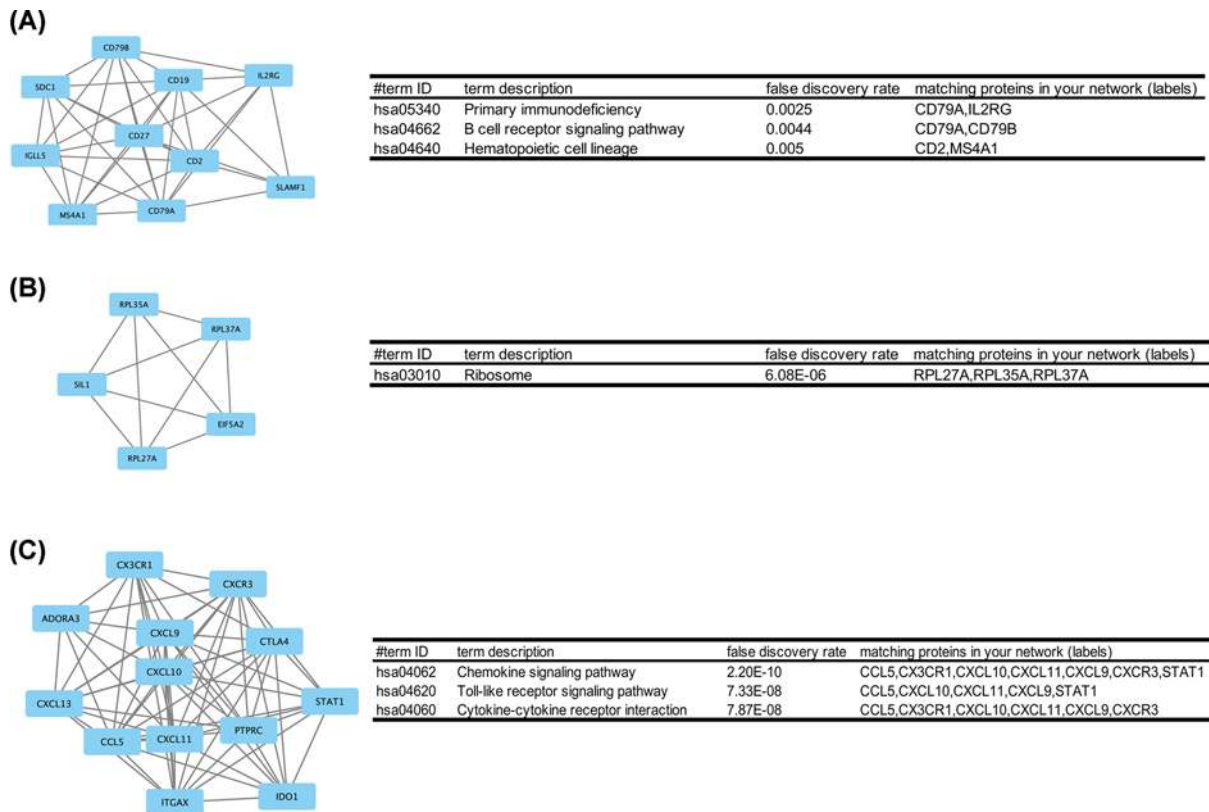 (A)
CD79B
CD19
IL2RG
SDC1
CD27
IGLL5
CD2
SLAMF1
MS4A1
CD79A
#term ID term description false discovery rate matching proteins in your network (labels)
hsa05340 Primary immunodeficiency 0.0025 CD79A,IL2RG
hsa04662 B cell receptor signaling pathway 0.0044 CD79A,CD79B
hsa04640 Hematopoietic cell lineage 0.005 CD2,MS4A1
(B)
RPL35A
RPL37A
SIL1
EIF5A2
RPL27A
#term ID term description false discovery rate matching proteins in your network (labels)
hsa03010 Ribosome 6.08E-06 RPL27A,RPL35A,RPL37A
(C)
CX3CR1
CXCR3
ADORA3
CXCL9
CTLA4
CXCL10
CXCL13
STAT1
PTPRC
CCL5
CXCL11
IDO1
ITGAX
#term ID term description false discovery rate matching proteins in your network (labels)
hsa04062 Chemokine signaling pathway 2.20E-10 CCL5,CX3CR1,CXCL10,CXCL11,CXCL9,CXCR3,STAT1
hsa04620 Toll-like receptor signaling pathway 7.33E-08 CCL5,CXCL10,CXCL11,CXCL9,STAT1
hsa04060 Cytokine-cytokine receptor interaction 7.87E-08 CCL5,CX3CR1,CXCL10,CXCL11,CXCL9,CXCR3